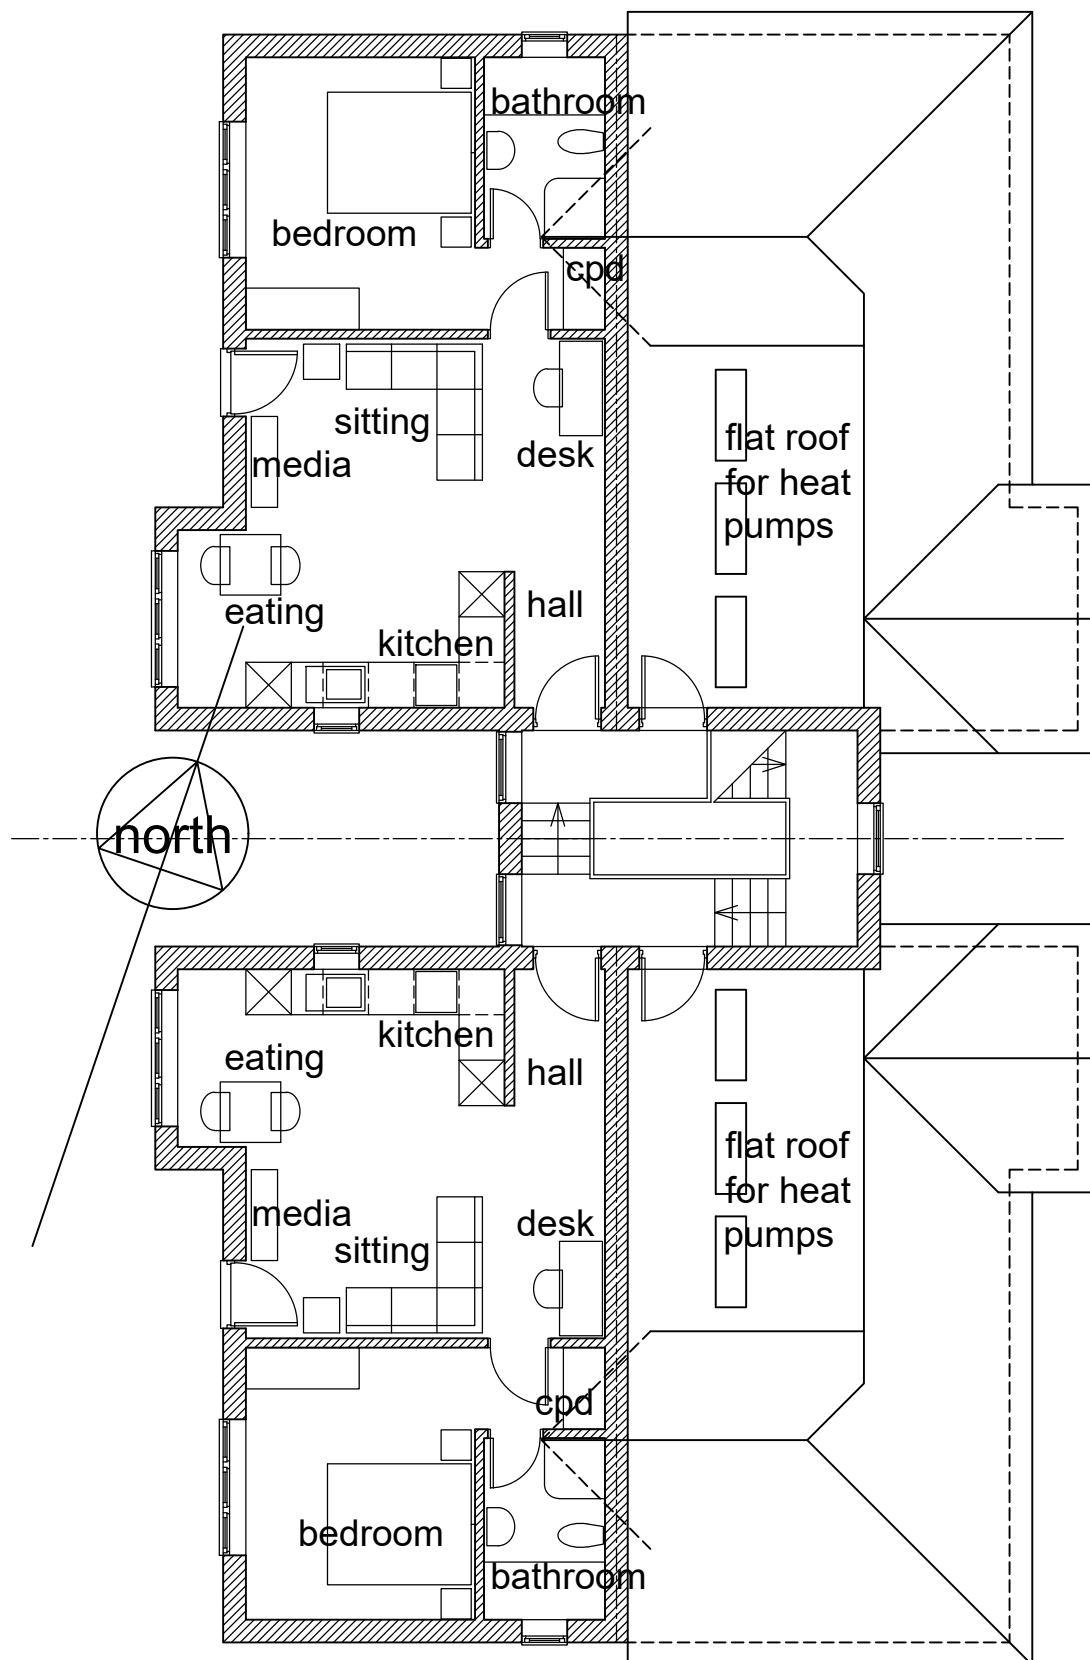 bathroom
bedroom
cpd
sitting
desk
media
flat roof
for heat
pumps
hall
eating
kitchen
north
kitchen
eating
hall
flat roof
for heat
pumps
media
desk
sitting
cpd
bedroom
bathroom